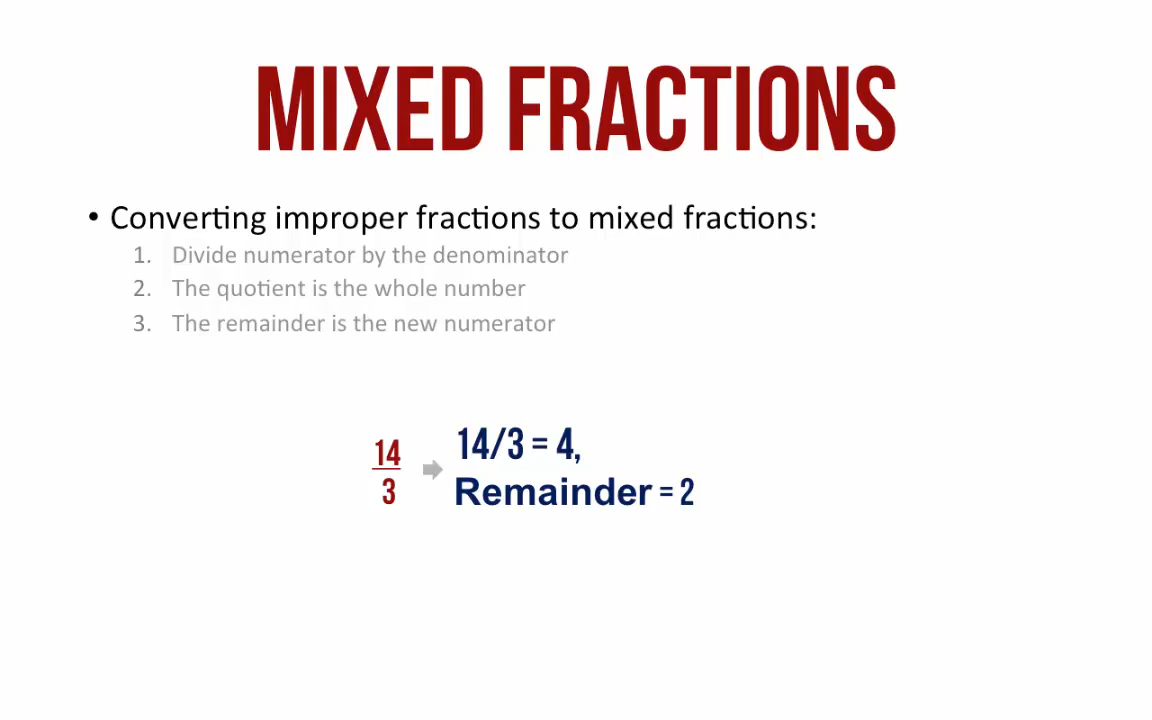 MIXED FRACTIONS
• Converting improper fractions to mixed fractions:
1. Divide numerator by the denominator
2. The quotient is the whole number
3. The remainder is the new numerator
14/3 = 4,
14
3
Remainder = 2